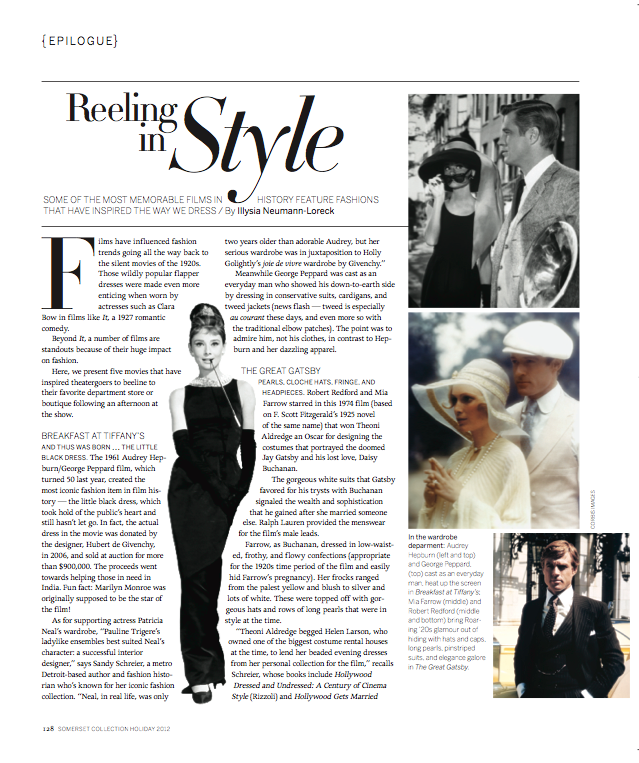 {EPILOGUE}
Reeling
in Style
SOME OF THE MOST MEMORABLE FILMS IN HISTORY FEATURE FASHIONS
THAT HAVE INSPIRED THE WAY WE DRESS / By Illysia Neumann-Loreck
Films have influenced fashion
trends going all the way back to
the silent movies of the 1920s.
Those wildly popular flapper
dresses were made even more
enticing when worn by
actresses such as Clara
Bow in films like It, a 1927 romantic
comedy.
Beyond It, a number of films are
standouts because of their huge impact
on fashion.
Here, we present five movies that have
inspired theatergoers to beeline to
their favorite department store or
boutique following an afternoon at
the show.
BREAKFAST AT TIFFANY'S
AND THUS WAS BORN ... THE LITTLE
BLACK DRESS. The 1961 Audrey Hep-
burn/George Peppard film, which
turned 50 last year, created the
most iconic fashion item in film his-
tory — the little black dress, which
took hold of the public's heart and
still hasn't let go. In fact, the actual
dress in the movie was donated by
the designer, Hubert de Givenchy,
in 2006, and sold at auction for more
than $900,000. The proceeds went
towards helping those in need in
India. Fun fact: Marilyn Monroe was
originally supposed to be the star of
the film!
As for supporting actress Patricia
Neal's wardrobe, "Pauline Trigere's
ladylike ensembles best suited Neal's
character: a successful interior
designer," says Sandy Schreier, a metro
Detroit-based author and fashion histo-
rian who's known for her iconic fashion
collection. "Neal, in real life, was only
two years older than adorable Audrey, but her
serious wardrobe was in juxtaposition to Holly
Golightly's joie de vivre wardrobe by Givenchy."
Meanwhile George Peppard was cast as an
everyday man who showed his down-to-earth side
by dressing in conservative suits, cardigans, and
tweed jackets (news flash — tweed is especially
au courant these days, and even more so with
the traditional elbow patches). The point was to
admire him, not his clothes, in contrast to Hep-
burn and her dazzling apparel.
THE GREAT GATSBY
PEARLS, CLOCHE HATS, FRINGE, AND
HEADPIECES. Robert Redford and Mia
Farrow starred in this 1974 film (based
on F. Scott Fitzgerald's 1925 novel
of the same name) that won Theoni
Aldredge an Oscar for designing the
costumes that portrayed the doomed
Jay Gatsby and his lost love, Daisy
Buchanan.
The gorgeous white suits that Gatsby
favored for his trysts with Buchanan
signaled the wealth and sophistication
that he gained after she married someone
else. Ralph Lauren provided the menswear
for the film's male leads.
Farrow, as Buchanan, dressed in low-waist-
ed, frothy, and flowy confections (appropriate
for the 1920s time period of the film and easily
hid Farrow's pregnancy). Her frocks ranged
from the palest yellow and blush to silver and
lots of white. These were topped off with gor-
geous hats and rows of long pearls that were in
style at the time.
"Theoni Aldredge begged Helen Larson, who
owned one of the biggest costume rental houses
at the time, to lend her beaded evening dresses
from her personal collection for the film," recalls
Schreier, whose books include Hollywood
Dressed and Undressed: A Century of Cinema
Style (Rizzoli) and Hollywood Gets Married
CORBIS IMAGES
In the wardrobe
deparment: Audrey
Hepburn (left and top)
and George Peppard,
(top) cast as an everyday
man, heat up the screen
in Breakfast at Tiffany's;
Mia Farrow (middle) and
Robert Redford (middle
and bottom) bring Roar-
ing '20s glamour out of
hiding with hats and caps,
long pearls, pinstriped
suits, and elegance galore
in The Great Gatsby.
128 SOMERSET COLLECTION HOLIDAY 2012